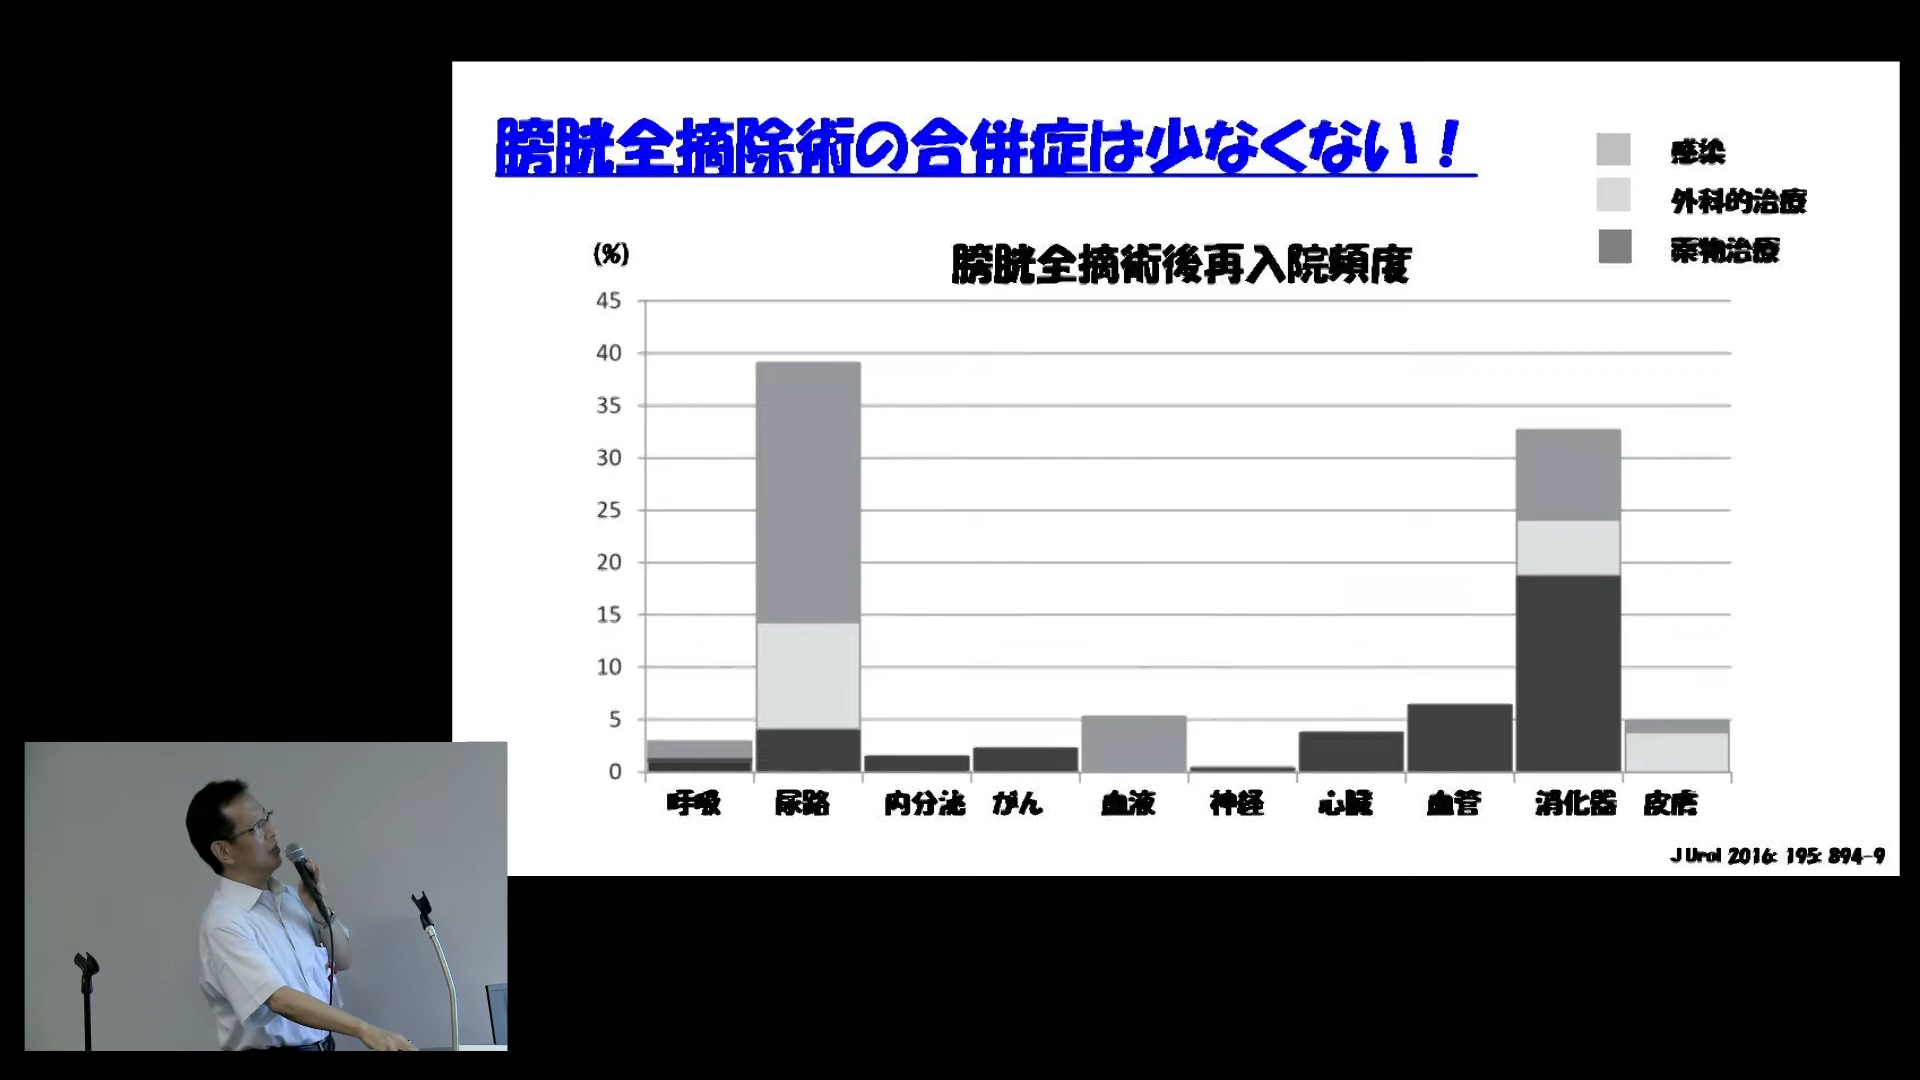 膀胱全摘除術の合併症は少なくない！
感染
外科的治療
薬物治療
(%)
膀胱全摘術後再入院頻度
45
40
35
30
25
20
15
10
5
0
呼吸 尿路 内分泌 がん 血液 神経 心臓 血管 消化器 皮膚
J Urol 2016: 195: 894-9